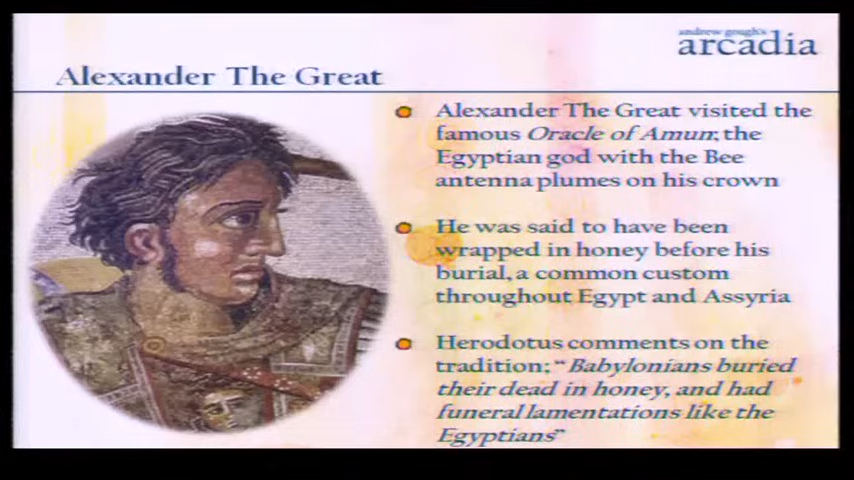 andrew gough's
arcadia
Alexander The Great
Alexander The Great visited the
famous Oracle of Amun; the
Egyptian god with the Bee
antenna plumes on his crown
He was said to have been
wrapped in honey before his
burial, a common custom
throughout Egypt and Assyria
Herodotus comments on the
tradition; "Babylonians buried
their dead in honey, and had
funeral lamentations like the
Egyptians"